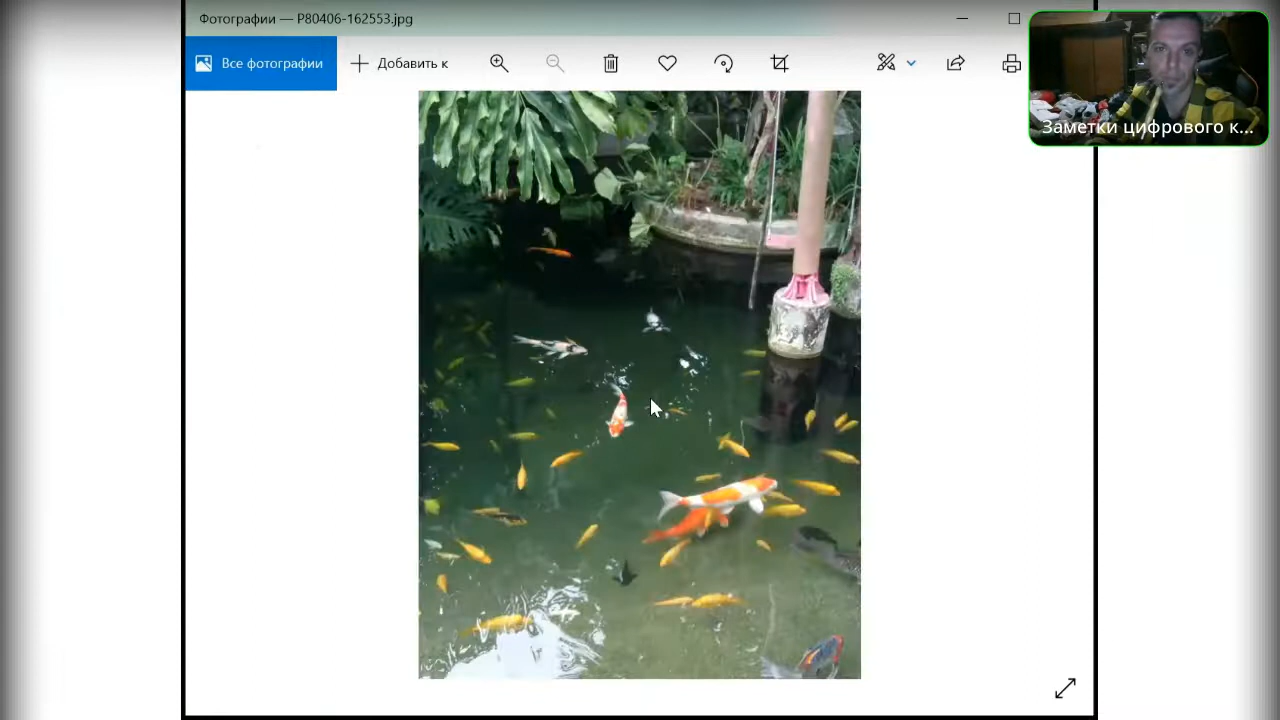 Фотографии — P80406-162553.jpg
Все фотографии
Добавить к
Заметки цифрового к...